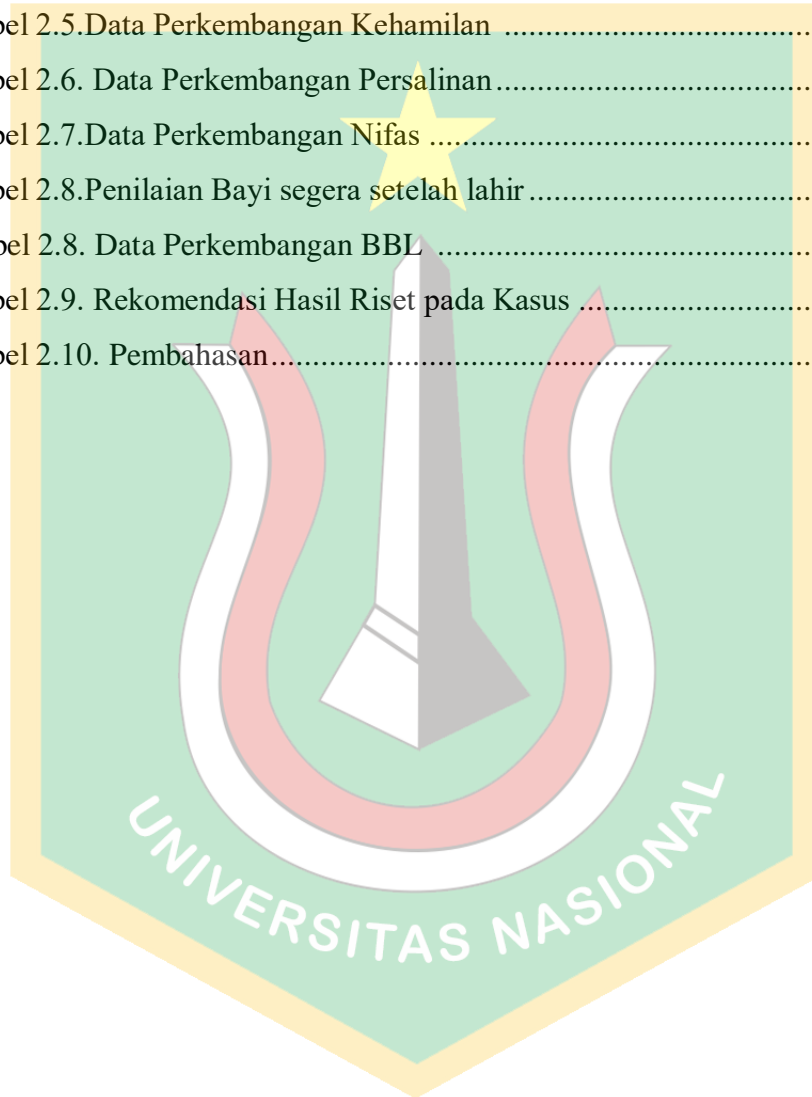 bel 2.5.Data Perkembangan Kehamilan ........................................
bel 2.6. Data Perkembangan Persalinan........................................
bel 2.7.Data Perkembangan Nifas ................................................
bel 2.8.Penilaian Bayi segera setelah lahir....................................
bel 2.8. Data Perkembangan BBL ...............................................
bel 2.9. Rekomendasi Hasil Riset pada Kasus .............................
bel 2.10. Pembahasan...................................................................
UNIVERSITAS NASIONAL